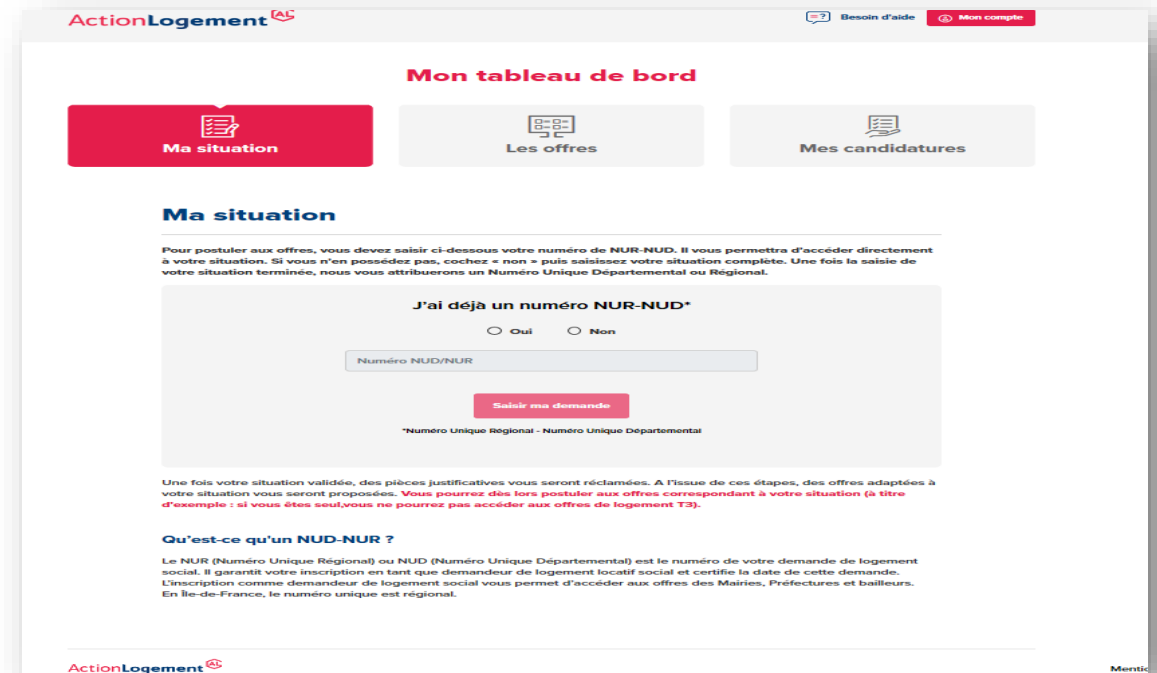 ActionLogement AL
Besoin d'aide
Mon compte
Mon tableau de bord
Ma situation
Les offres
Mes candidatures
Ma situation
Pour postuler aux offres, vous devez saisir ci-dessous votre numéro de NUR-NUD. Il vous permettra d'accéder directement
à votre situation. Si vous n'en possédez pas, cochez « non » puis saisissez votre situation complète. Une fois la saisie de
votre situation terminée, nous vous attribuerons un Numéro Unique Départemental ou Régional.
J'ai déjà un numéro NUR-NUD*
Oui Non
Numéro NUD/NUR
Saisir ma demande
*Numéro Unique Régional - Numéro Unique Départemental
Une fois votre situation validée, des pièces justificatives vous seront réclamées. A l'issue de ces étapes, des offres adaptées à
votre situation vous seront proposées. Vous pourrez dès lors postuler aux offres correspondant à votre situation (à titre
d'exemple : si vous êtes seul,vous ne pourrez pas accéder aux offres de logement T3).
Qu'est-ce qu'un NUD-NUR ?
Le NUR (Numéro Unique Régional) ou NUD (Numéro Unique Départemental) est le numéro de votre demande de logement
social. Il garantit votre inscription en tant que demandeur de logement locatif social et certifie la date de cette demande.
L'inscription comme demandeur de logement social vous permet d'accéder aux offres des Mairies, Préfectures et bailleurs.
En Île-de-France, le numéro unique est régional.
ActionLogement AL
Mentio